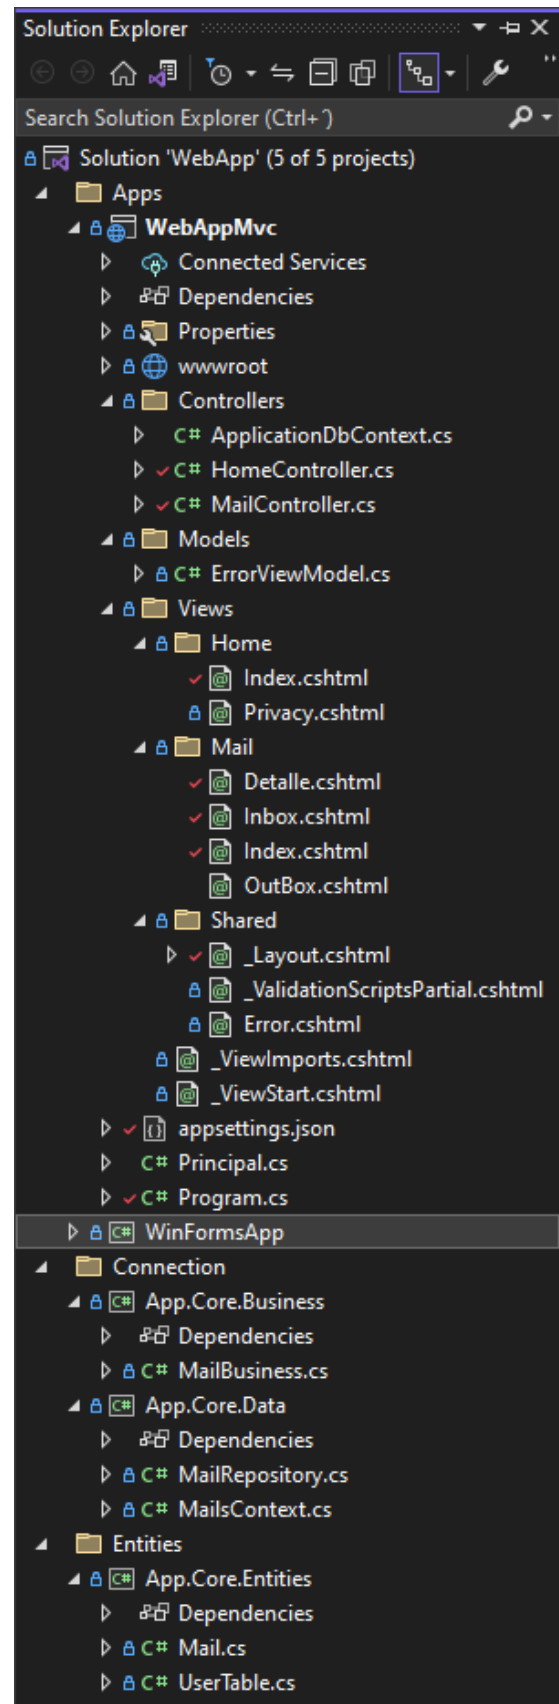 Solution Explorer
Search Solution Explorer (Ctrl+´)
Solution 'WebApp' (5 of 5 projects)
Apps
WebAppMvc
Connected Services
Dependencies
Properties
wwwroot
Controllers
C# ApplicationDbContext.cs
C# HomeController.cs
C# MailController.cs
Models
C# ErrorViewModel.cs
Views
Home
@ Index.cshtml
@ Privacy.cshtml
Mail
@ Detalle.cshtml
@ Inbox.cshtml
@ Index.cshtml
@ OutBox.cshtml
Shared
@ _Layout.cshtml
@ _ValidationScriptsPartial.cshtml
@ Error.cshtml
@ _ViewImports.cshtml
@ _ViewStart.cshtml
appsettings.json
C# Principal.cs
C# Program.cs
C# WinFormsApp
Connection
C# App.Core.Business
Dependencies
C# MailBusiness.cs
C# App.Core.Data
Dependencies
C# MailRepository.cs
C# MailsContext.cs
Entities
C# App.Core.Entities
Dependencies
C# Mail.cs
C# UserTable.cs